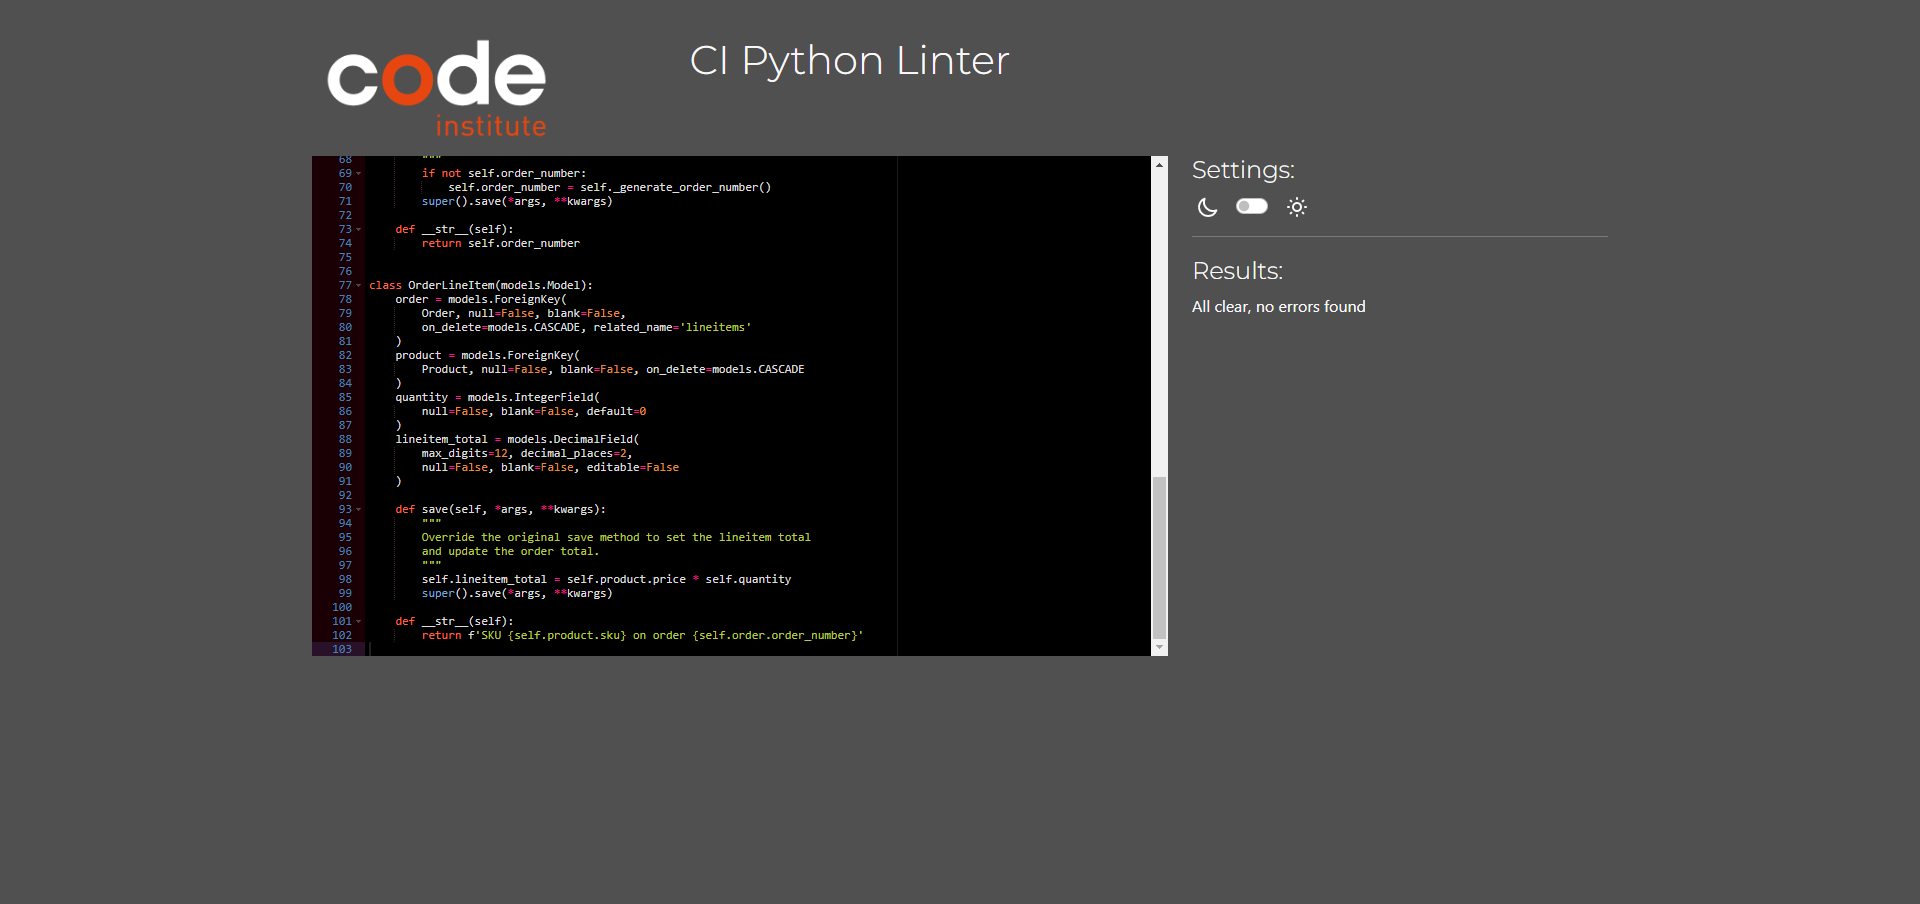 code
institute
CI Python Linter
68 """
69 if not self.order_number:
70 self.order_number = self._generate_order_number()
71 super().save(*args, **kwargs)
72
73 def __str__(self):
74 return self.order_number
75
76
77 class OrderLineItem(models.Model):
78 order = models.ForeignKey(
79 Order, null=False, blank=False,
80 on_delete=models.CASCADE, related_name='lineitems'
81 )
82 product = models.ForeignKey(
83 Product, null=False, blank=False, on_delete=models.CASCADE
84 )
85 quantity = models.IntegerField(
86 null=False, blank=False, default=0
87 )
88 lineitem_total = models.DecimalField(
89 max_digits=12, decimal_places=2,
90 null=False, blank=False, editable=False
91 )
92
93 def save(self, *args, **kwargs):
94 """
95 Override the original save method to set the lineitem total
96 and update the order total.
97 """
98 self.lineitem_total = self.product.price * self.quantity
99 super().save(*args, **kwargs)
100
101 def __str__(self):
102 return f'SKU {self.product.sku} on order {self.order.order_number}'
103
Settings:
Results:
All clear, no errors found